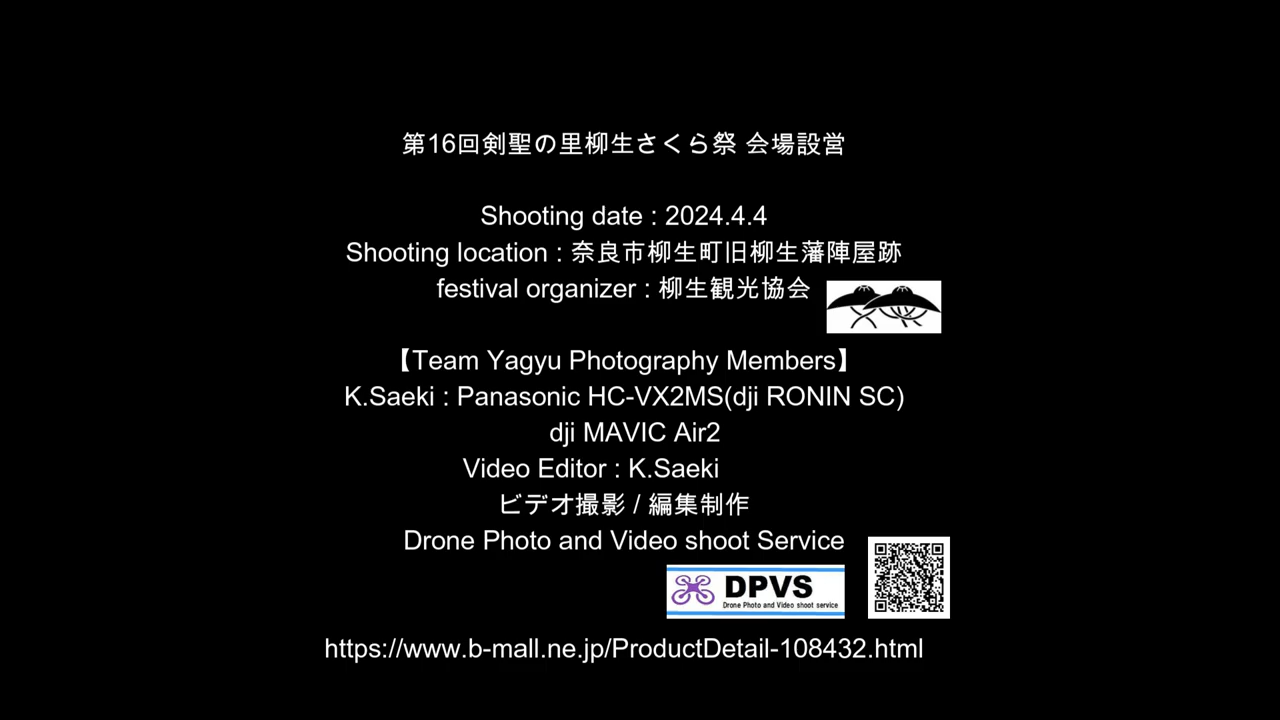 第16回剣聖の里柳生さくら祭 会場設営
Shooting date : 2024.4.4
Shooting location : 奈良市柳生町旧柳生藩陣屋跡
festival organizer : 柳生観光協会
【Team Yagyu Photography Members】
K.Saeki : Panasonic HC-VX2MS(dji RONIN SC)
dji MAVIC Air2
Video Editor : K.Saeki
ビデオ撮影 / 編集制作
Drone Photo and Video shoot Service
DPVS
Drone Photo and Video shoot service
https://www.b-mall.ne.jp/ProductDetail-108432.html